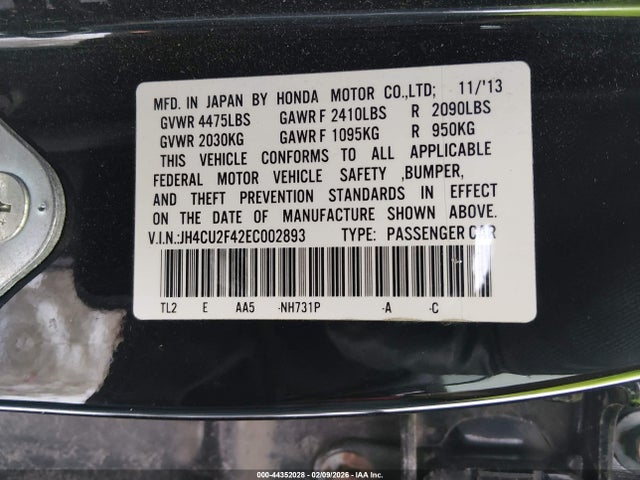 MFD. IN JAPAN BY HONDA MOTOR CO.,LTD; 11/'13
GVWR 4475LBS GAWR F 2410LBS R 2090LBS
GVWR 2030KG GAWR F 1095KG R 950KG
THIS VEHICLE CONFORMS TO ALL APPLICABLE
FEDERAL MOTOR VEHICLE SAFETY ,BUMPER,
AND THEFT PREVENTION STANDARDS IN EFFECT
ON THE DATE OF MANUFACTURE SHOWN ABOVE.
V.I.N.:JH4CU2F42EC002893 TYPE: PASSENGER CAR
TL2 E AA5 -NH731P -A -C
000-44352028 - 02/09/2026 - IAA Inc.